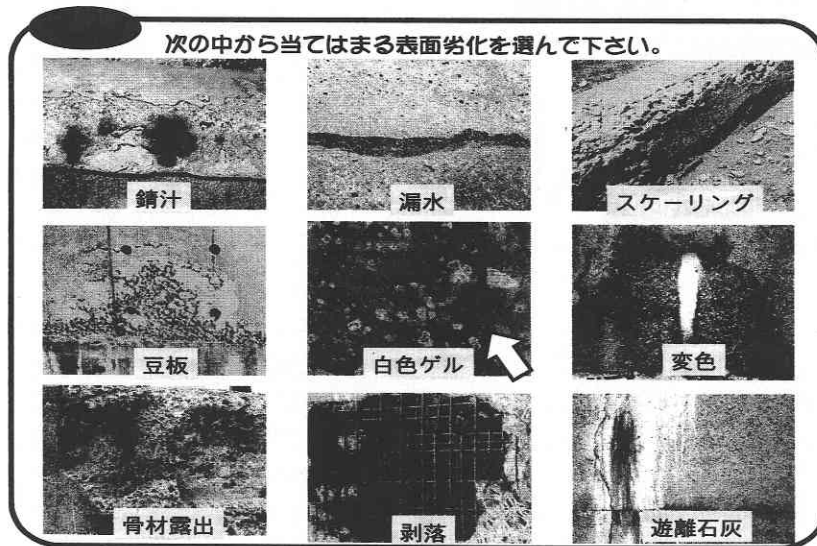 次の中から当てはまる表面劣化を選んで下さい。
錆汁
漏水
スケーリング
豆板
白色ゲル
変色
骨材露出
剥落
遊離石灰